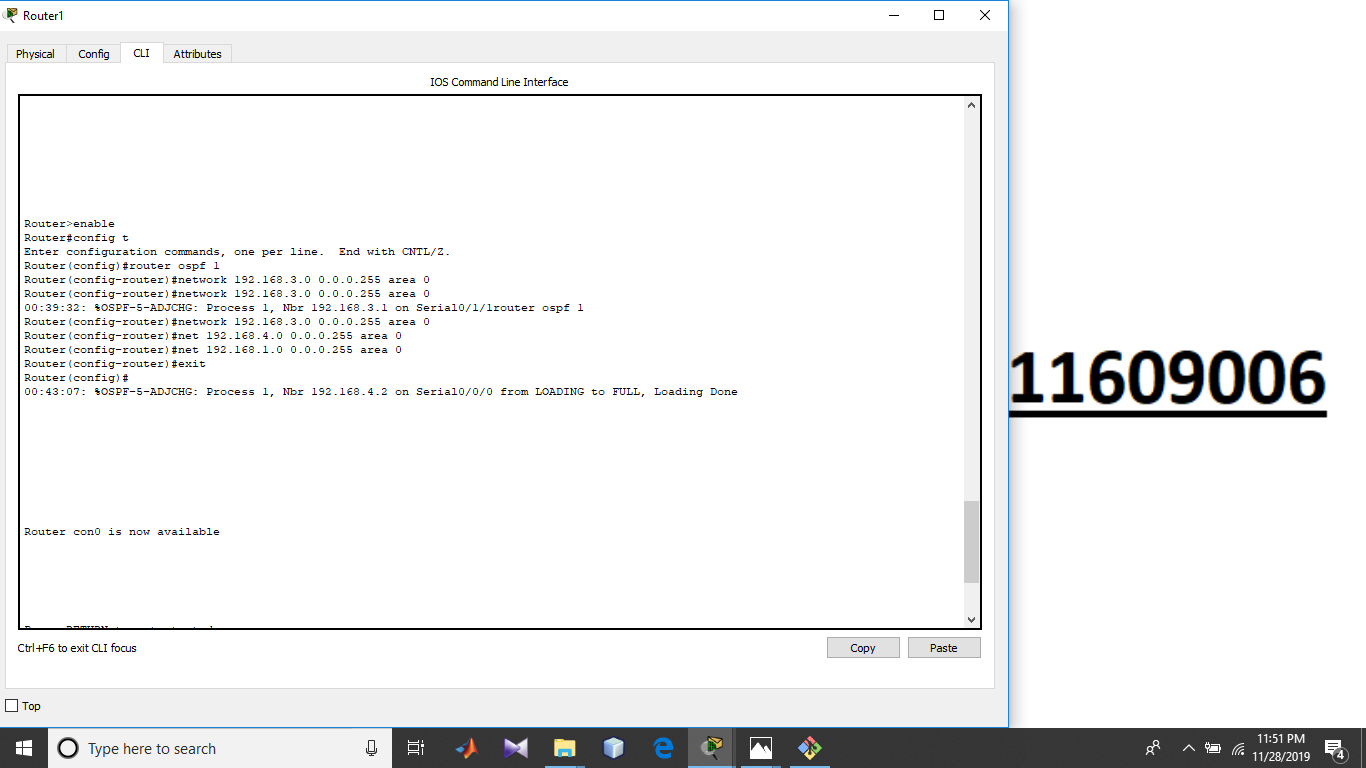 Router1
Physical Config CLI Attributes
IOS Command Line Interface
Router>enable
Router#config t
Enter configuration commands, one per line.  End with CNTL/Z.
Router(config)#router ospf 1
Router(config-router)#network 192.168.3.0 0.0.0.255 area 0
Router(config-router)#network 192.168.3.0 0.0.0.255 area 0
00:39:32: %OSPF-5-ADJCHG: Process 1, Nbr 192.168.3.1 on Serial0/1/1router ospf 1
Router(config-router)#network 192.168.3.0 0.0.0.255 area 0
Router(config-router)#net 192.168.4.0 0.0.0.255 area 0
Router(config-router)#net 192.168.1.0 0.0.0.255 area 0
Router(config-router)#exit
Router(config)#
00:43:07: %OSPF-5-ADJCHG: Process 1, Nbr 192.168.4.2 on Serial0/0/0 from LOADING to FULL, Loading Done
Router con0 is now available
Ctrl+F6 to exit CLI focus
Copy Paste
Top
11609006
Type here to search
11:51 PM
11/28/2019
4